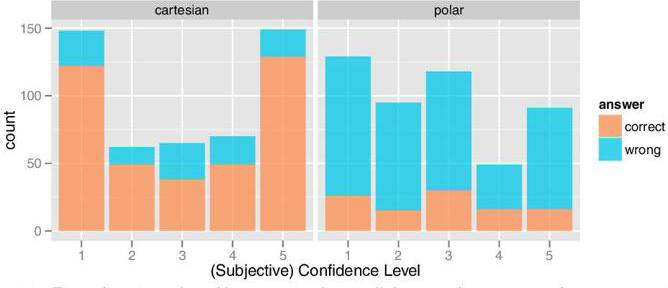 cartesian
polar
150
100
50
0
count
1 2 3 4 5
1 2 3 4 5
(Subjective) Confidence Level
answer
correct
wrong